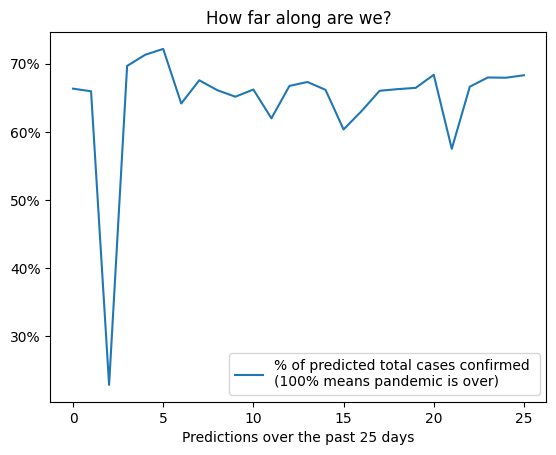 How far along are we?
70%
60%
50%
40%
30%
% of predicted total cases confirmed
(100% means pandemic is over)
0
5
10
15
20
25
Predictions over the past 25 days